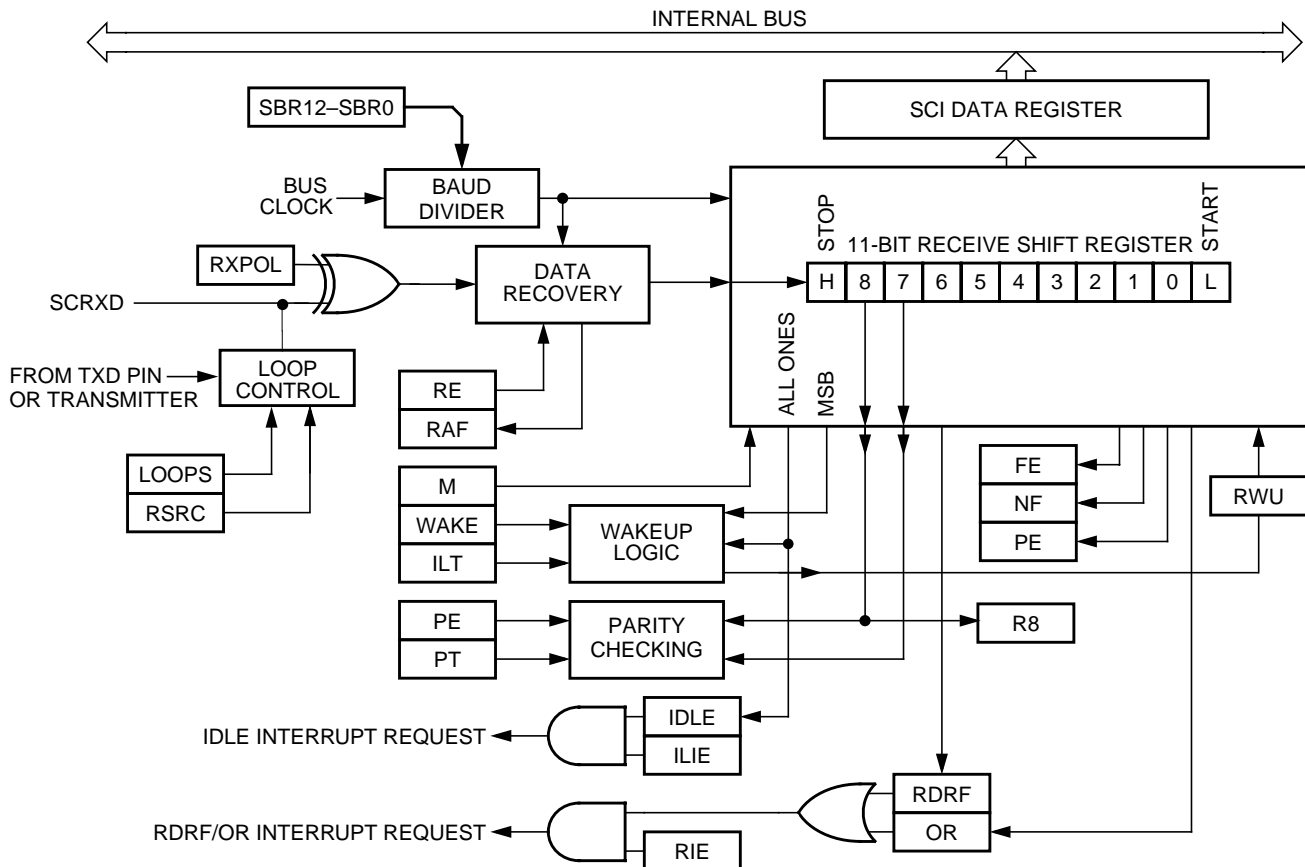 INTERNAL BUS
SBR12–SBR0
SCI DATA REGISTER
BUS
CLOCK
BAUD
DIVIDER
STOP
11-BIT RECEIVE SHIFT REGISTER
START
H 8 7 6 5 4 3 2 1 0 L
RXPOL
DATA
RECOVERY
SCRXD
ALL ONES
MSB
FROM TXD PIN
OR TRANSMITTER
LOOP
CONTROL
RE
RAF
LOOPS
RSRC
M
WAKE
ILT
WAKEUP
LOGIC
FE
NF
PE
RWU
PE
PT
PARITY
CHECKING
R8
IDLE INTERRUPT REQUEST
IDLE
ILIE
RDRF/OR INTERRUPT REQUEST
RDRF
OR
RIE